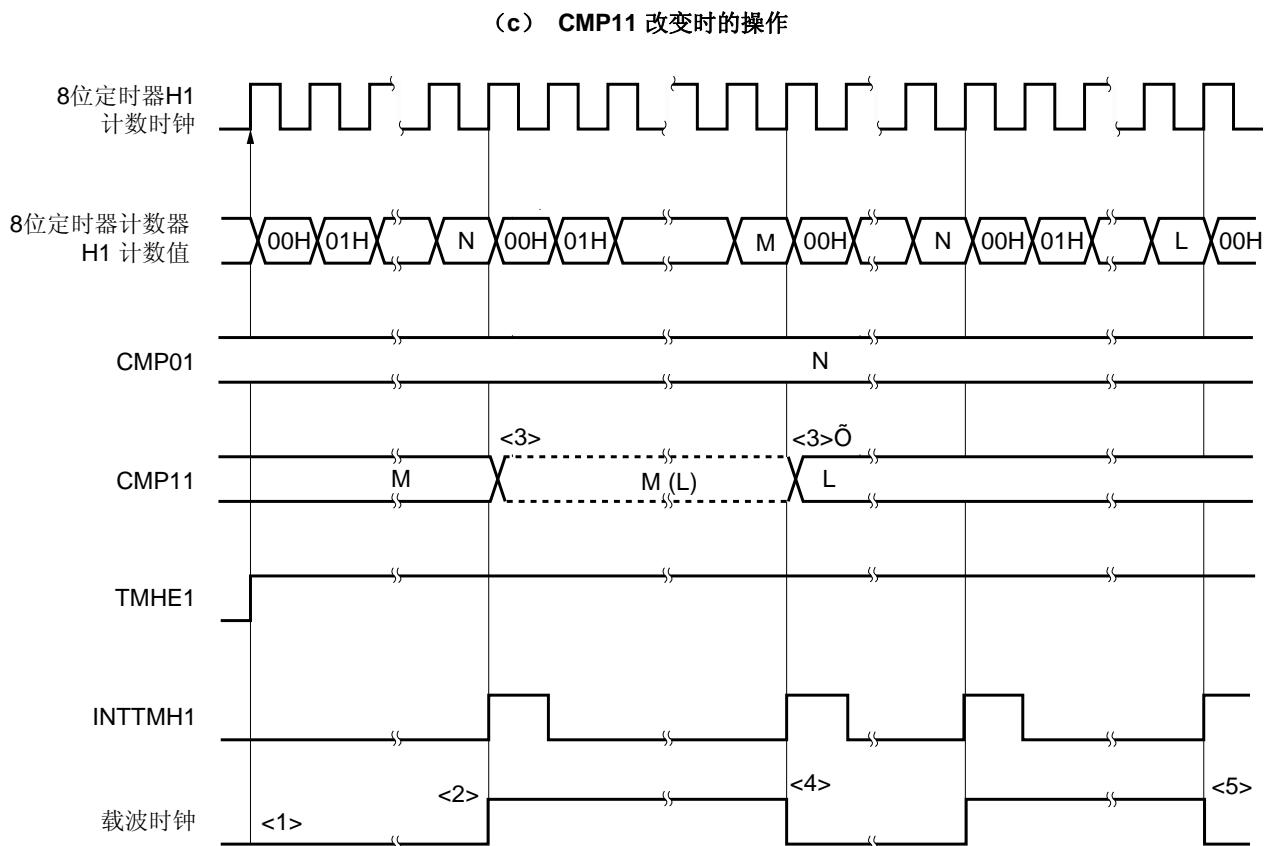 （c） CMP11 改变时的操作
8位定时器H1
计数时钟
8位定时器计数器
H1 计数值
00H 01H N 00H 01H M 00H N 00H 01H L 00H
CMP01
N
CMP11
<3>
<3>Õ
M
M (L)
L
TMHE1
INTTMH1
载波时钟
<1>
<2>
<4>
<5>